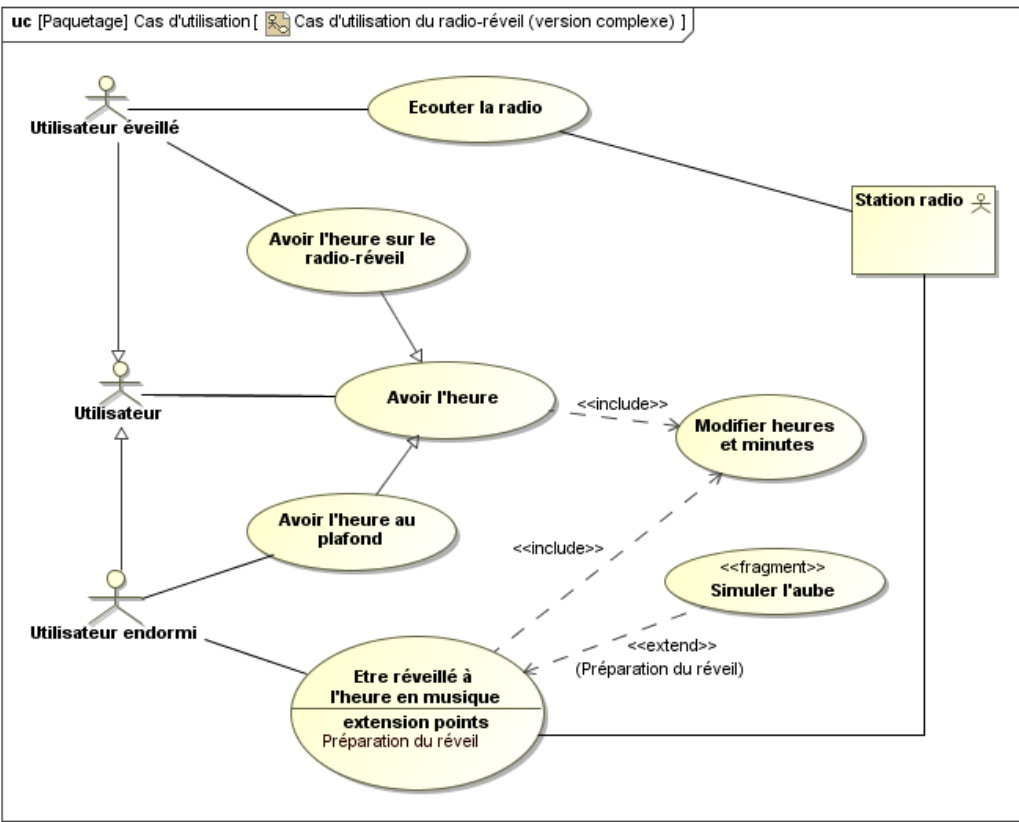 uc [Paquetage] Cas d'utilisation [ Cas d'utilisation du radio-réveil (version complexe) ]
Utilisateur éveillé
Ecouter la radio
Station radio
Avoir l'heure sur le
radio-réveil
Utilisateur
Avoir l'heure
<<include>>
Modifier heures
et minutes
Avoir l'heure au
plafond
<<include>>
<<fragment>>
Simuler l'aube
Utilisateur endormi
<<extend>>
(Préparation du réveil)
Etre réveillé à
l'heure en musique
extension points
Préparation du réveil